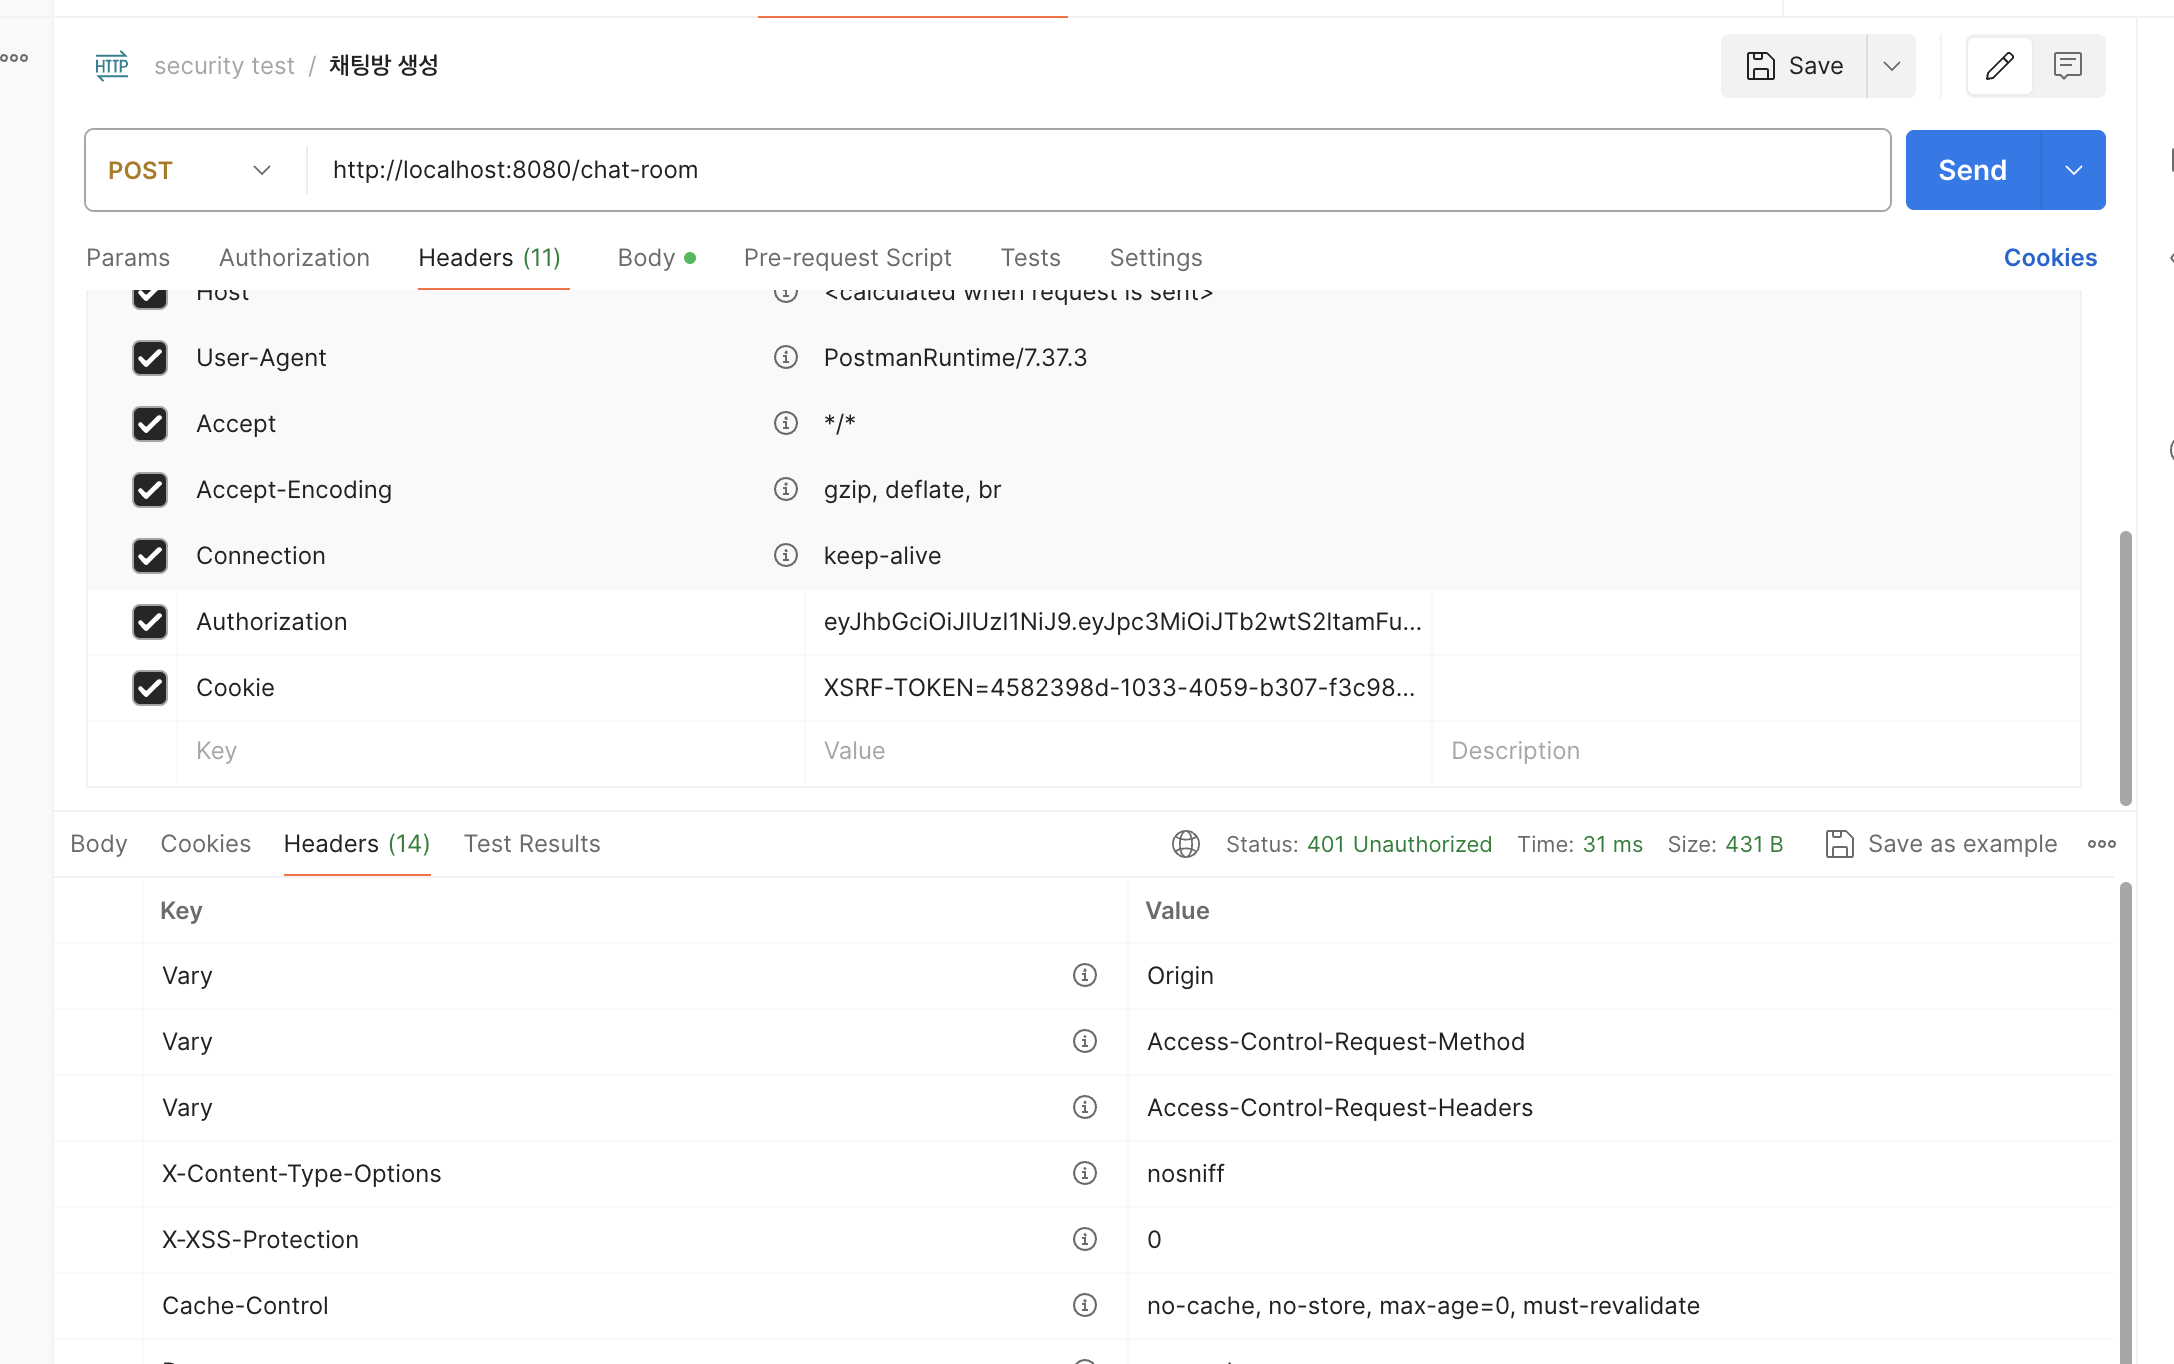 HTTP security test / 채팅방 생성 Save
POST http://localhost:8080/chat-room Send
Params Authorization Headers (11) Body Pre-request Script Tests Settings Cookies
Host <calculated when request is sent>
User-Agent PostmanRuntime/7.37.3
Accept */*
Accept-Encoding gzip, deflate, br
Connection keep-alive
Authorization eyJhbGciOiJIUzI1NiJ9.eyJpc3MiOiJTb2wtS2ltamFu...
Cookie XSRF-TOKEN=4582398d-1033-4059-b307-f3c98...
Key Value Description
Body Cookies Headers (14) Test Results Status: 401 Unauthorized Time: 31 ms Size: 431 B Save as example
Key Value
Vary Origin
Vary Access-Control-Request-Method
Vary Access-Control-Request-Headers
X-Content-Type-Options nosniff
X-XSS-Protection 0
Cache-Control no-cache, no-store, max-age=0, must-revalidate